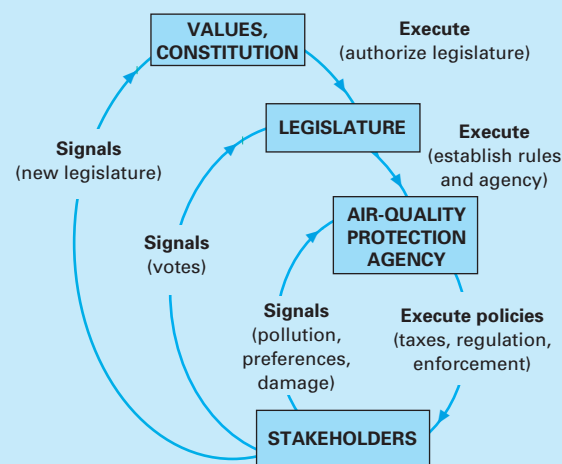 VALUES,
CONSTITUTION
Execute
(authorize legislature)
LEGISLATURE
Execute
(establish rules
and agency)
Signals
(new legislature)
AIR-QUALITY
PROTECTION
AGENCY
Signals
(votes)
Signals
(pollution,
preferences,
damage)
Execute policies
(taxes, regulation,
enforcement)
STAKEHOLDERS